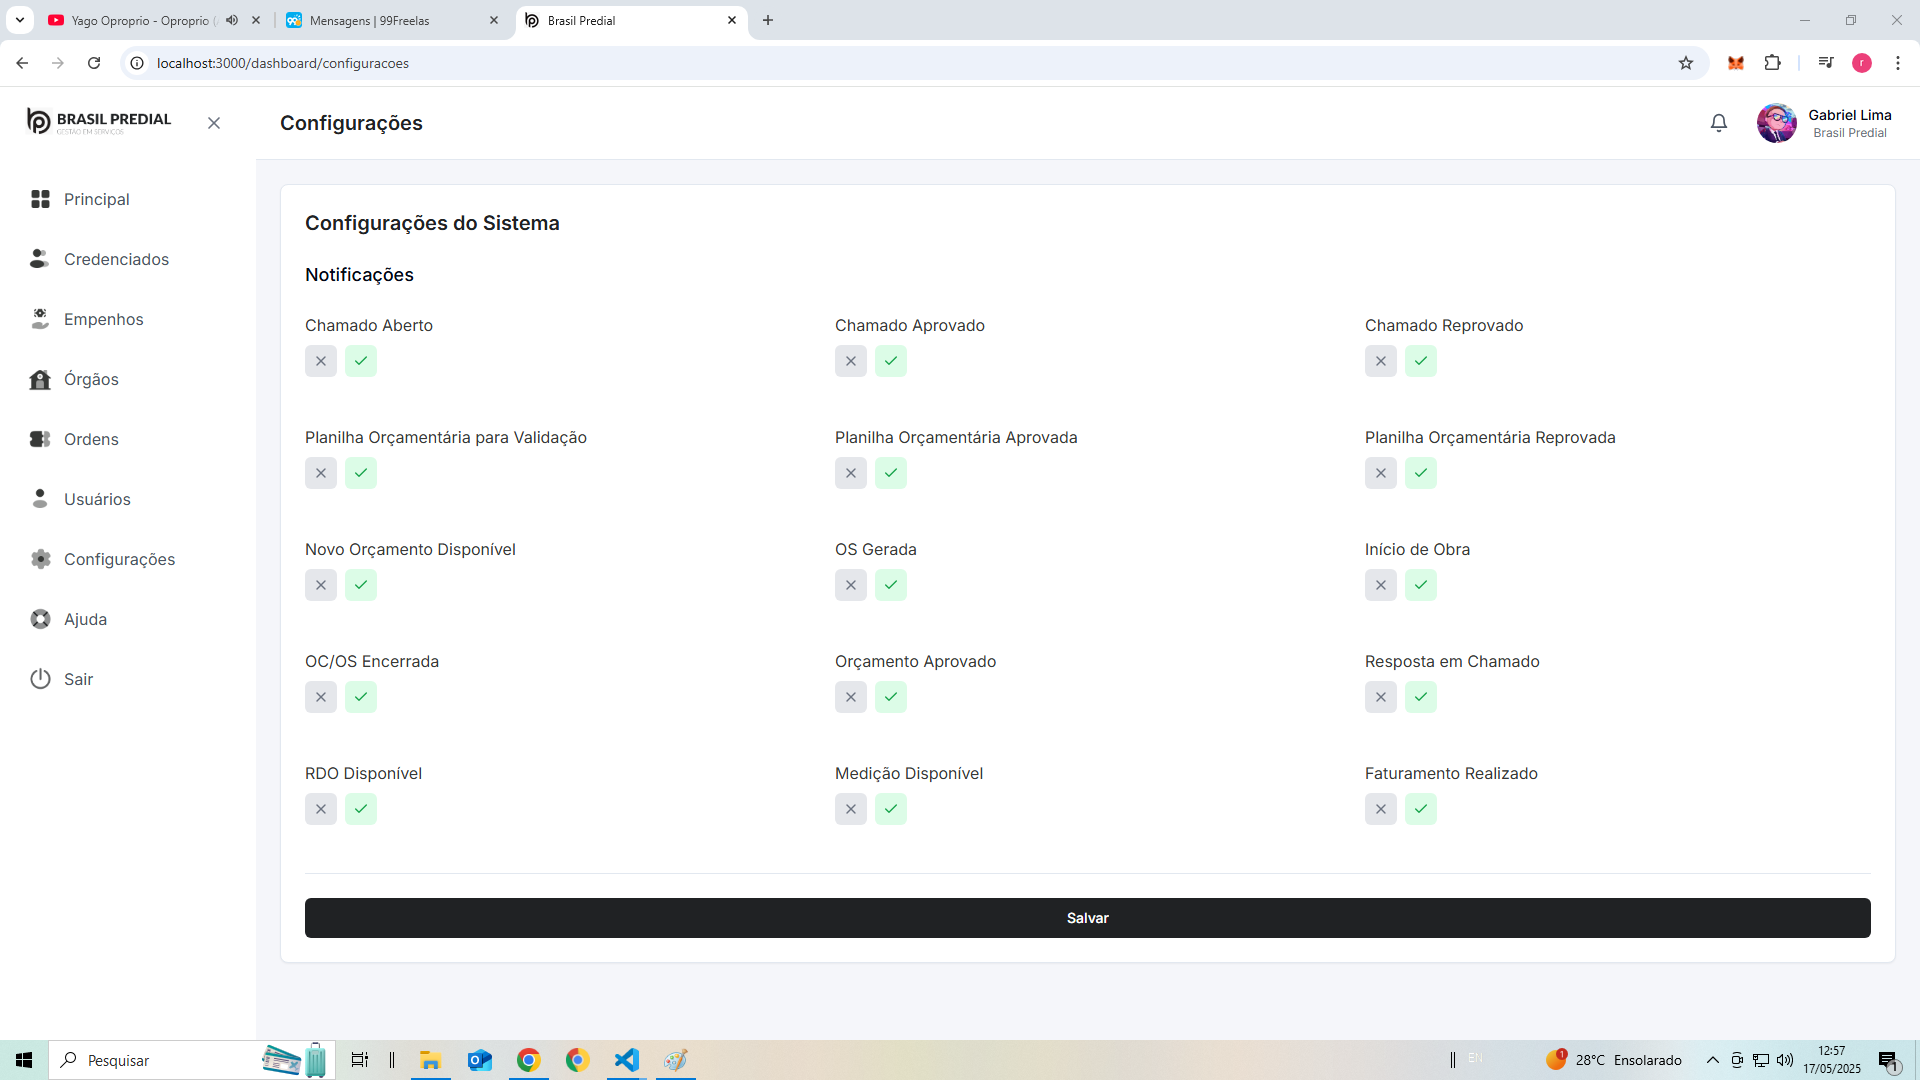 Yago Oproprio - Oproprio (
Mensagens | 99Freelas
Brasil Predial
localhost:3000/dashboard/configuracoes
r
BRASIL PREDIAL
GESTÃO EM SERVIÇOS
Configurações
Gabriel Lima
Brasil Predial
Principal
Credenciados
Empenhos
Órgãos
Ordens
Usuários
Configurações
Ajuda
Sair
Configurações do Sistema
Notificações
Chamado Aberto
Chamado Aprovado
Chamado Reprovado
Planilha Orçamentária para Validação
Planilha Orçamentária Aprovada
Planilha Orçamentária Reprovada
Novo Orçamento Disponível
OS Gerada
Início de Obra
OC/OS Encerrada
Orçamento Aprovado
Resposta em Chamado
RDO Disponível
Medição Disponível
Faturamento Realizado
Salvar
Pesquisar
EN
1
28°C Ensolarado
12:57
17/05/2025
1